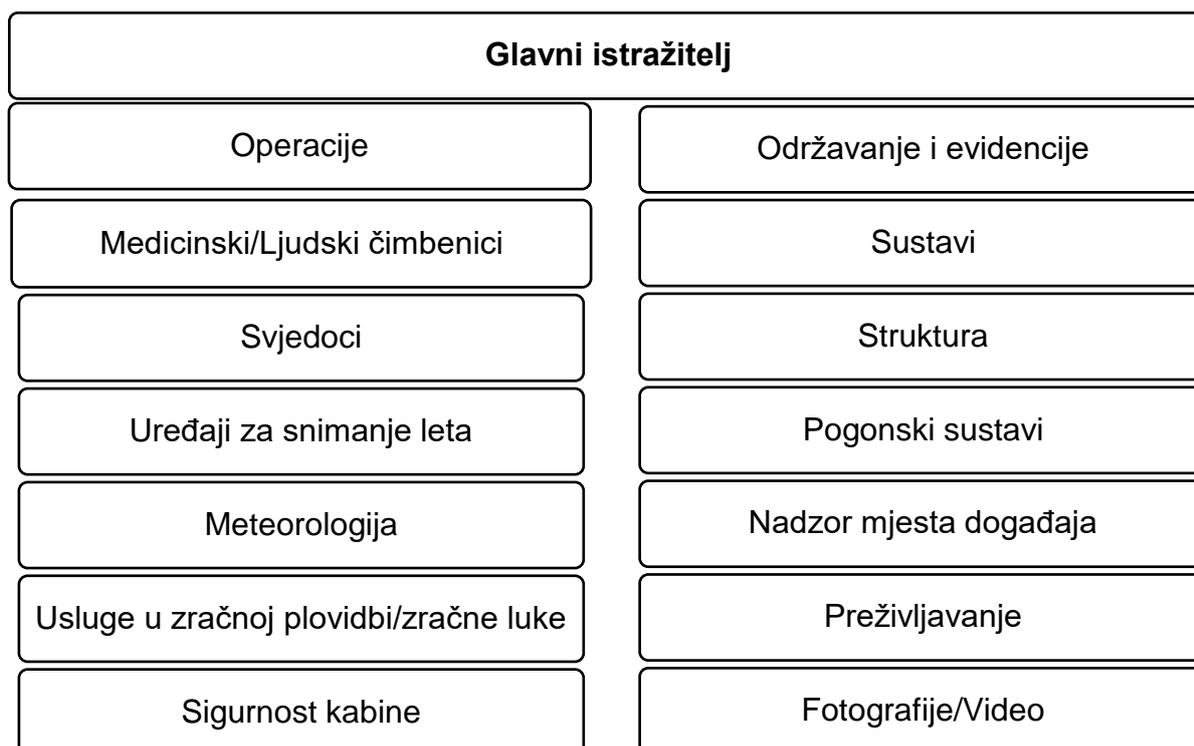 Glavni istražitelj
Operacije
Održavanje i evidencije
Medicinski/Ljudski čimbenici
Sustavi
Svjedoci
Struktura
Uređaji za snimanje leta
Pogonski sustavi
Meteorologija
Nadzor mjesta događaja
Usluge u zračnoj plovidbi/zračne luke
Preživljavanje
Sigurnost kabine
Fotografije/Video